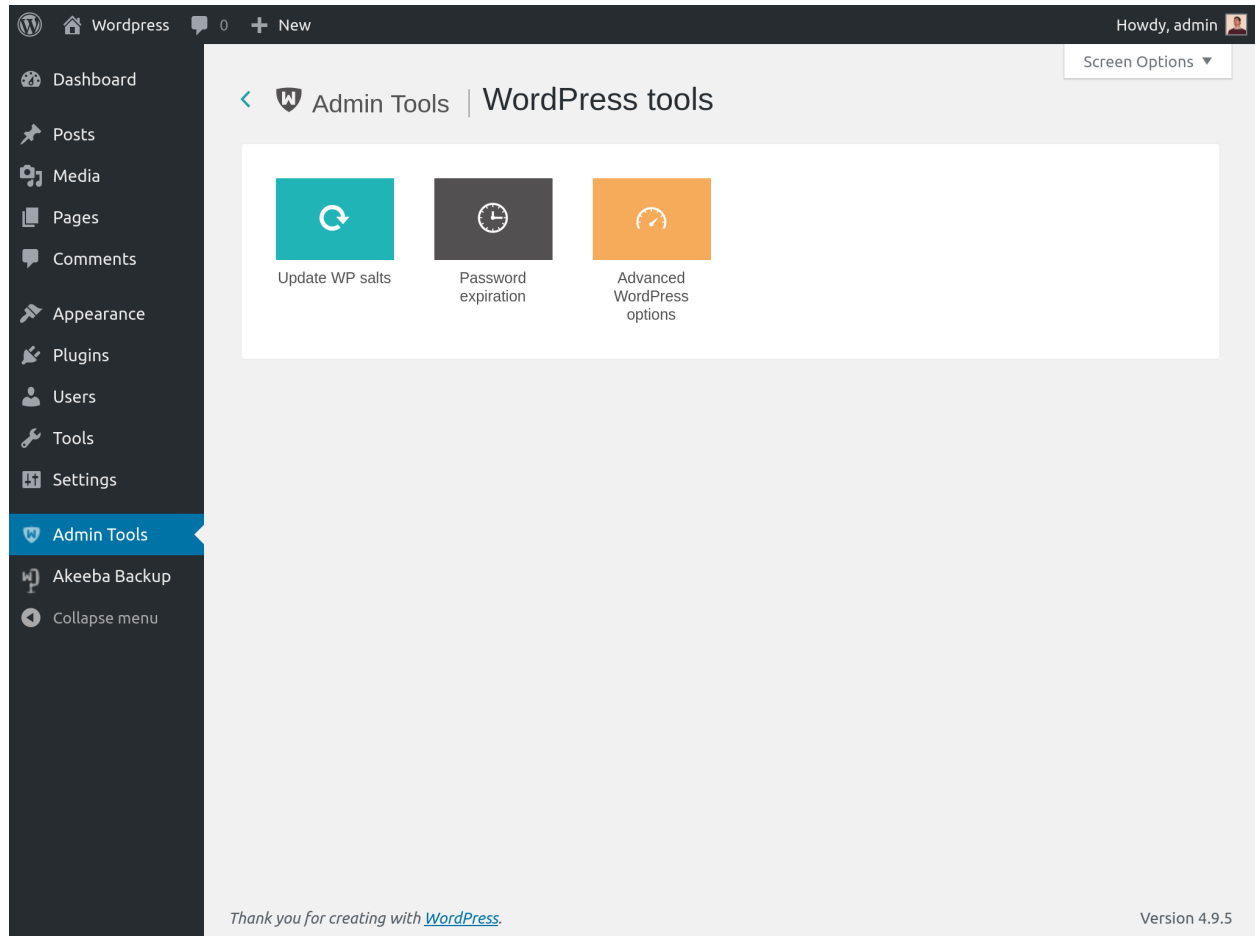 Wordpress 0 New Howdy, admin
Screen Options
Dashboard
Posts
Media
Pages
Comments
Appearance
Plugins
Users
Tools
Settings
Admin Tools
Akeeba Backup
Collapse menu
Admin Tools | WordPress tools
Update WP salts
Password
expiration
Advanced
WordPress
options
Thank you for creating with WordPress.
Version 4.9.5